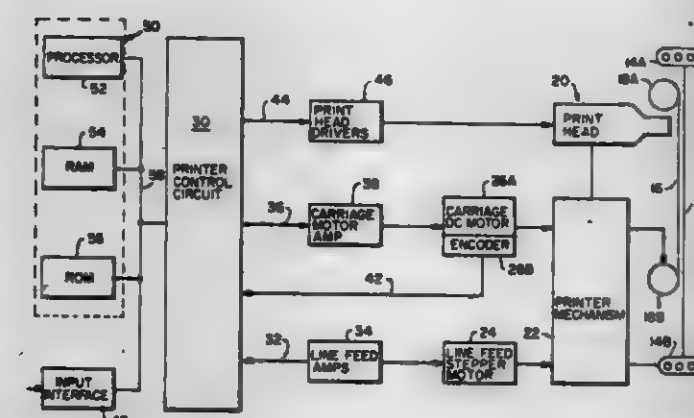 50
PROCESSOR
52
54
RAM
56
ROM
58
INPUT
INTERFACE
30
PRINTER
CONTROL
CIRCUIT
44
46
PRINT
HEAD
DRIVERS
36
38
CARRIAGE
MOTOR
AMP
42
32
34
LINE FEED
AMPS
26A
CARRIAGE
DC MOTOR
ENCODER
26B
24
LINE FEED
STEPPER
MOTOR
20
PRINT
HEAD
22
PRINTER
MECHANISM
14A
18A
16
18B
14B